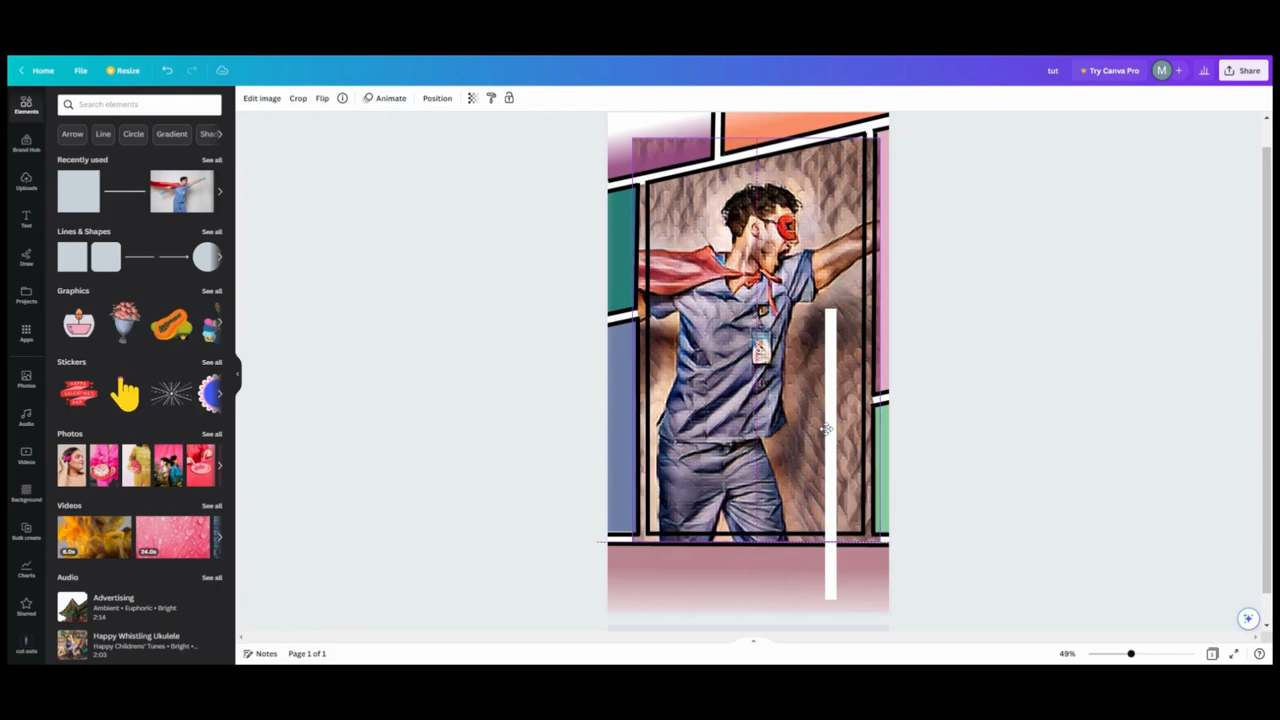 Home File Resize tut Try Canva Pro M + Share
Search elements
Edit image Crop Flip Animate Position
Elements
Brand Hub
Uploads
Text
Draw
Projects
Apps
Photos
Audio
Videos
Background
Bulk create
Charts
Starred
cut outs
Arrow Line Circle Gradient
Recently used See all
Lines & Shapes See all
Graphics See all
Stickers See all
Photos See all
Videos See all
6.0s 24.0s
Audio See all
Advertising
Ambient • Euphoric • Bright
2:14
Happy Whistling Ukulele
Happy Childrens' Tunes • Bright •...
2:03
Notes Page 1 of 1 49% 1